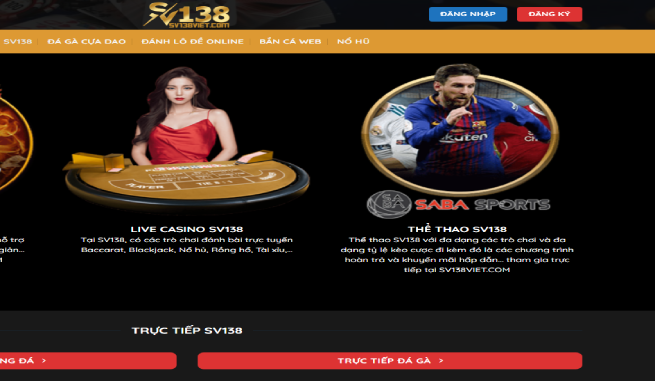 SV138
SV138VIET.COM
ĐĂNG NHẬP
ĐĂNG KÝ
SV138
ĐÁ GÀ CỰA DAO
ĐÁNH LÔ ĐỀ ONLINE
BẮN CÁ WEB
NỔ HŨ
PLAYER
TIE 8:1
Rakuten
SABA SPORTS
LIVE CASINO SV138
Tại SV138, có các trò chơi đánh bài trực tuyến
Baccarat, Blackjack, Nổ hủ, Rồng hổ, Tài xỉu,...
THỂ THAO SV138
Thể thao SV138 với đa dạng các trò chơi và đa
dạng tỷ lệ kèo cược đi kèm đó là các chương trình
hoàn trả và khuyến mãi hấp dẫn... tham gia trực
tiếp tại SV138VIET.COM
TRỰC TIẾP SV138
NG ĐÁ >
TRỰC TIẾP ĐÁ GÀ >